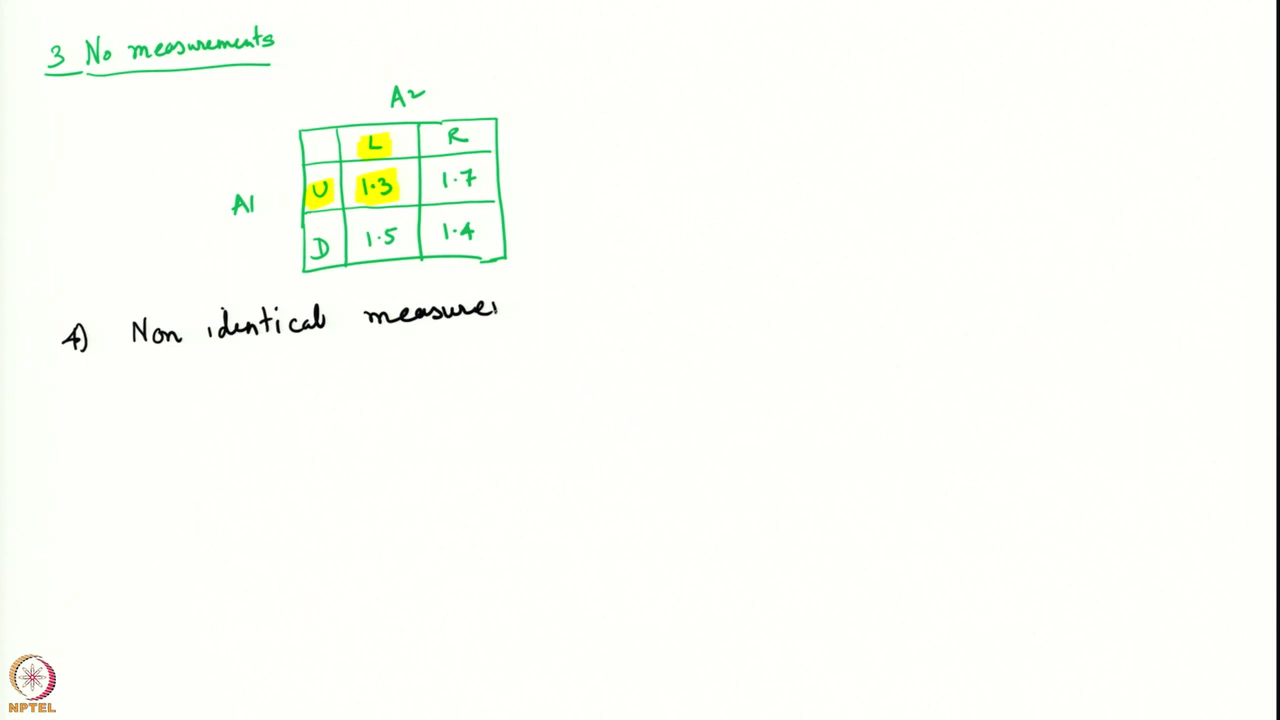 3 No measurements
A2
L R
A1 U 1.3 1.7
D 1.5 1.4
4) Non identical measure
NPTEL